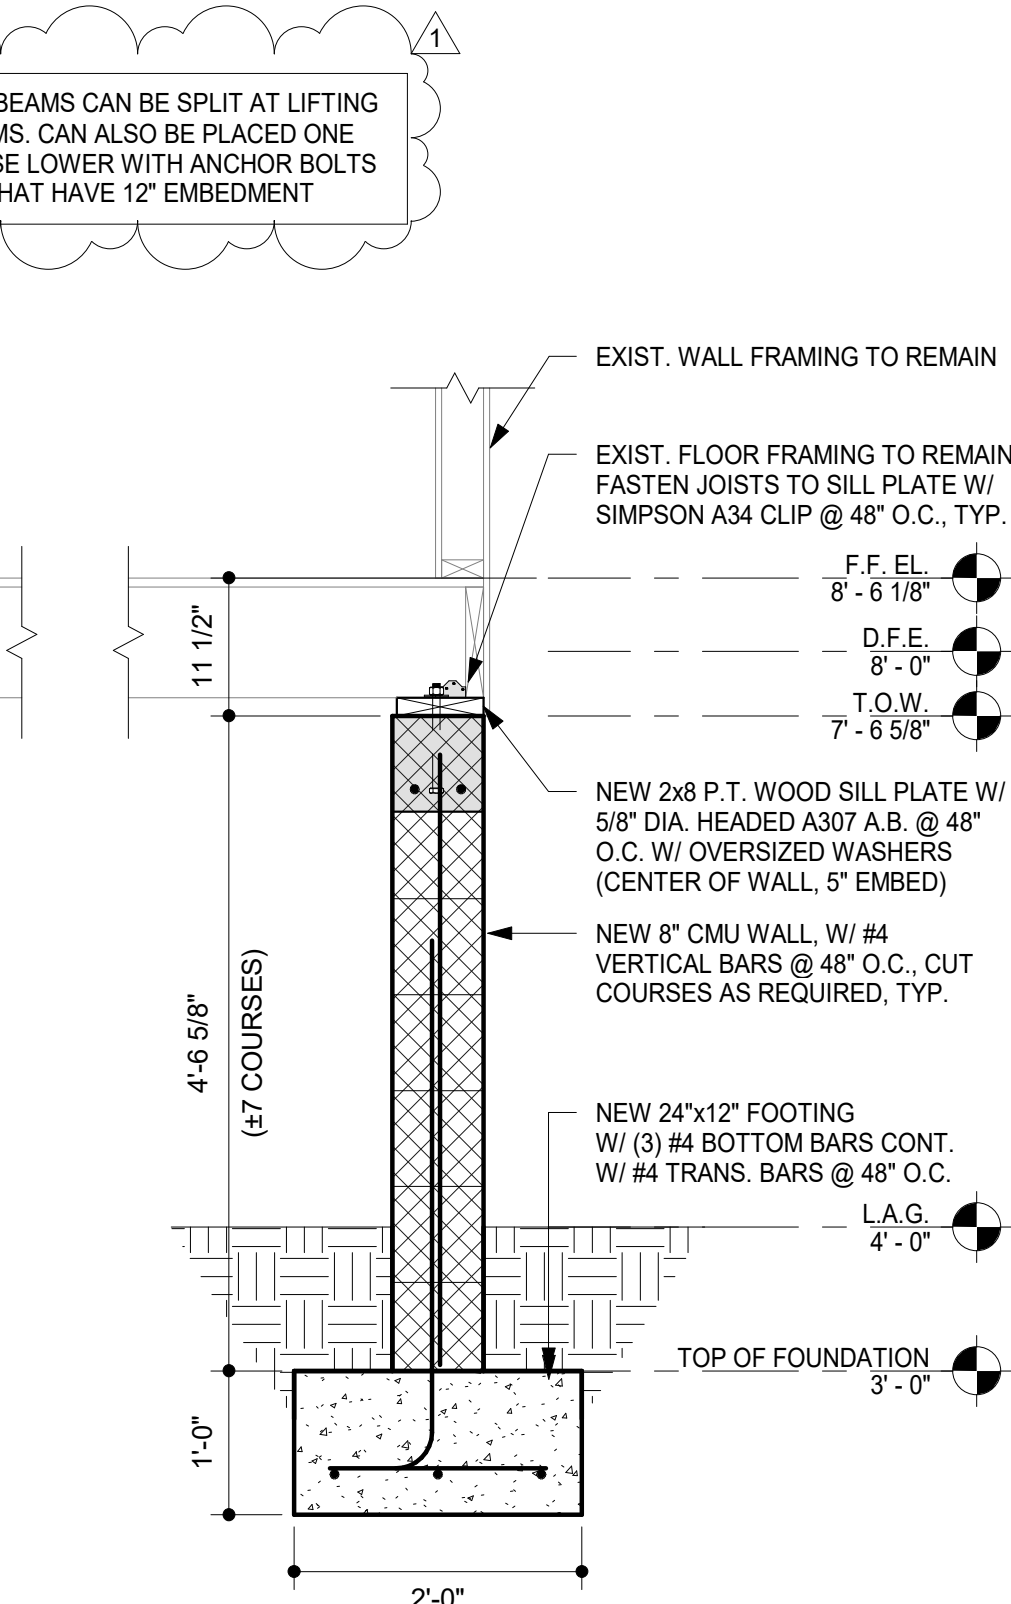 1
BEAMS CAN BE SPLIT AT LIFTING
CAN ALSO BE PLACED ONE
LOWER WITH ANCHOR BOLTS
HAVE 12" EMBEDMENT
EXIST. WALL FRAMING TO REMAIN
EXIST. FLOOR FRAMING TO REMAIN
FASTEN JOISTS TO SILL PLATE W/
SIMPSON A34 CLIP @ 48" O.C., TYP.
F.F. EL.
8' - 6 1/8"
D.F.E.
8' - 0"
T.O.W.
7' - 6 5/8"
11 1/2"
NEW 2x8 P.T. WOOD SILL PLATE W/
5/8" DIA. HEADED A307 A.B. @ 48"
O.C. W/ OVERSIZED WASHERS
(CENTER OF WALL, 5" EMBED)
NEW 8" CMU WALL, W/ #4
VERTICAL BARS @ 48" O.C., CUT
COURSES AS REQUIRED, TYP.
4'-6 5/8"
(±7 COURSES)
NEW 24"x12" FOOTING
W/ (3) #4 BOTTOM BARS CONT.
W/ #4 TRANS. BARS @ 48" O.C.
L.A.G.
4' - 0"
TOP OF FOUNDATION
3' - 0"
1'-0"
2'-0"